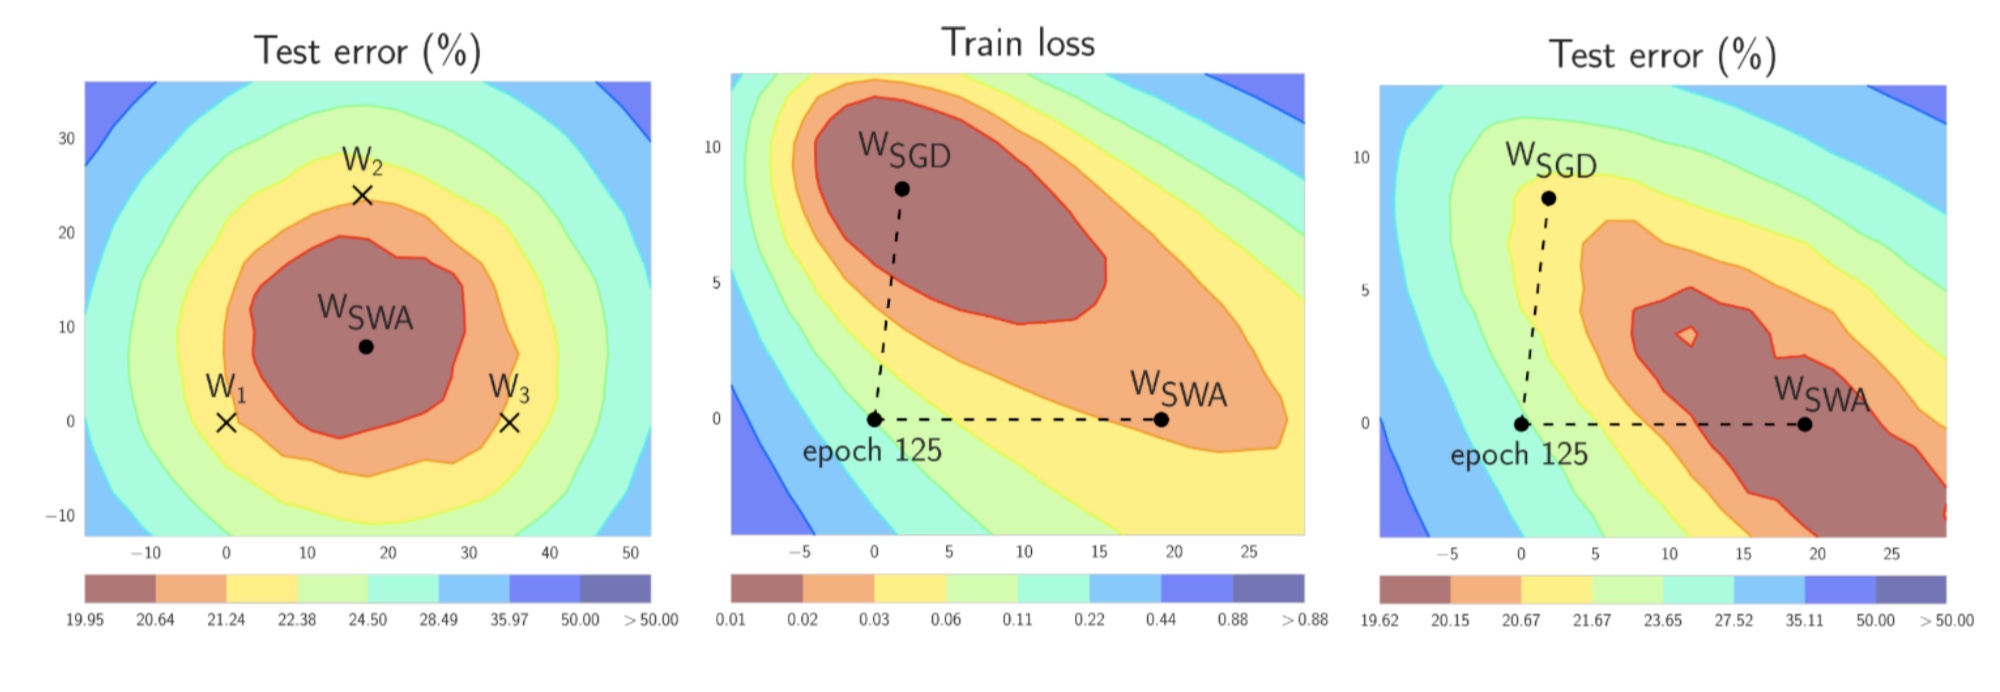 Test error (%)
30
20
10
0
−10
W2
WSWA
W1
W3
−10 0 10 20 30 40 50
19.95 20.64 21.24 22.38 24.50 28.49 35.97 50.00 > 50.00
Train loss
10
5
0
WSGD
WSWA
epoch 125
−5 0 5 10 15 20 25
0.01 0.02 0.03 0.06 0.11 0.22 0.44 0.88 > 0.88
Test error (%)
10
5
0
WSGD
WSWA
epoch 125
−5 0 5 10 15 20 25
19.62 20.15 20.67 21.67 23.65 27.52 35.11 50.00 > 50.00